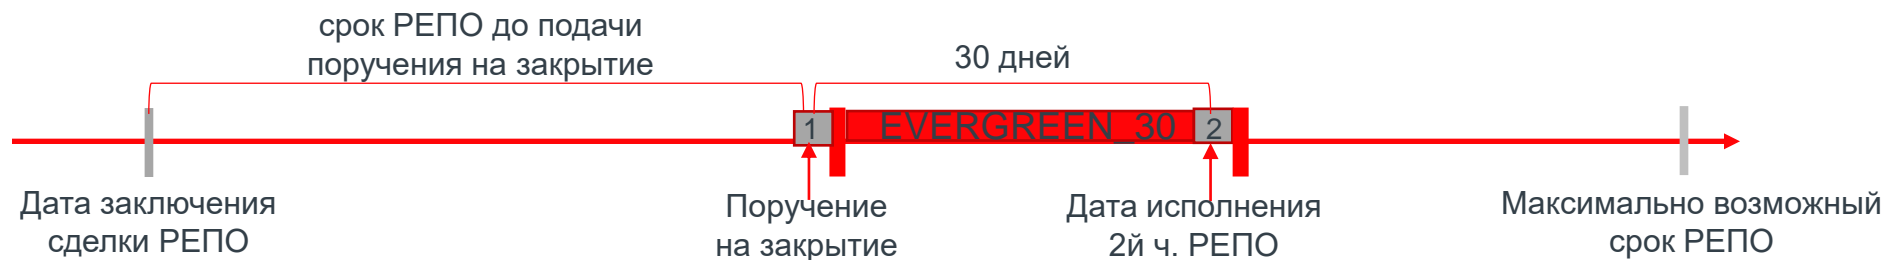 срок РЕПО до подачи
поручения на закрытие
30 дней
1
EVERGREEN_30
2
Дата заключения
сделки РЕПО
Поручение
на закрытие
Дата исполнения
2й ч. РЕПО
Максимально возможный
срок РЕПО